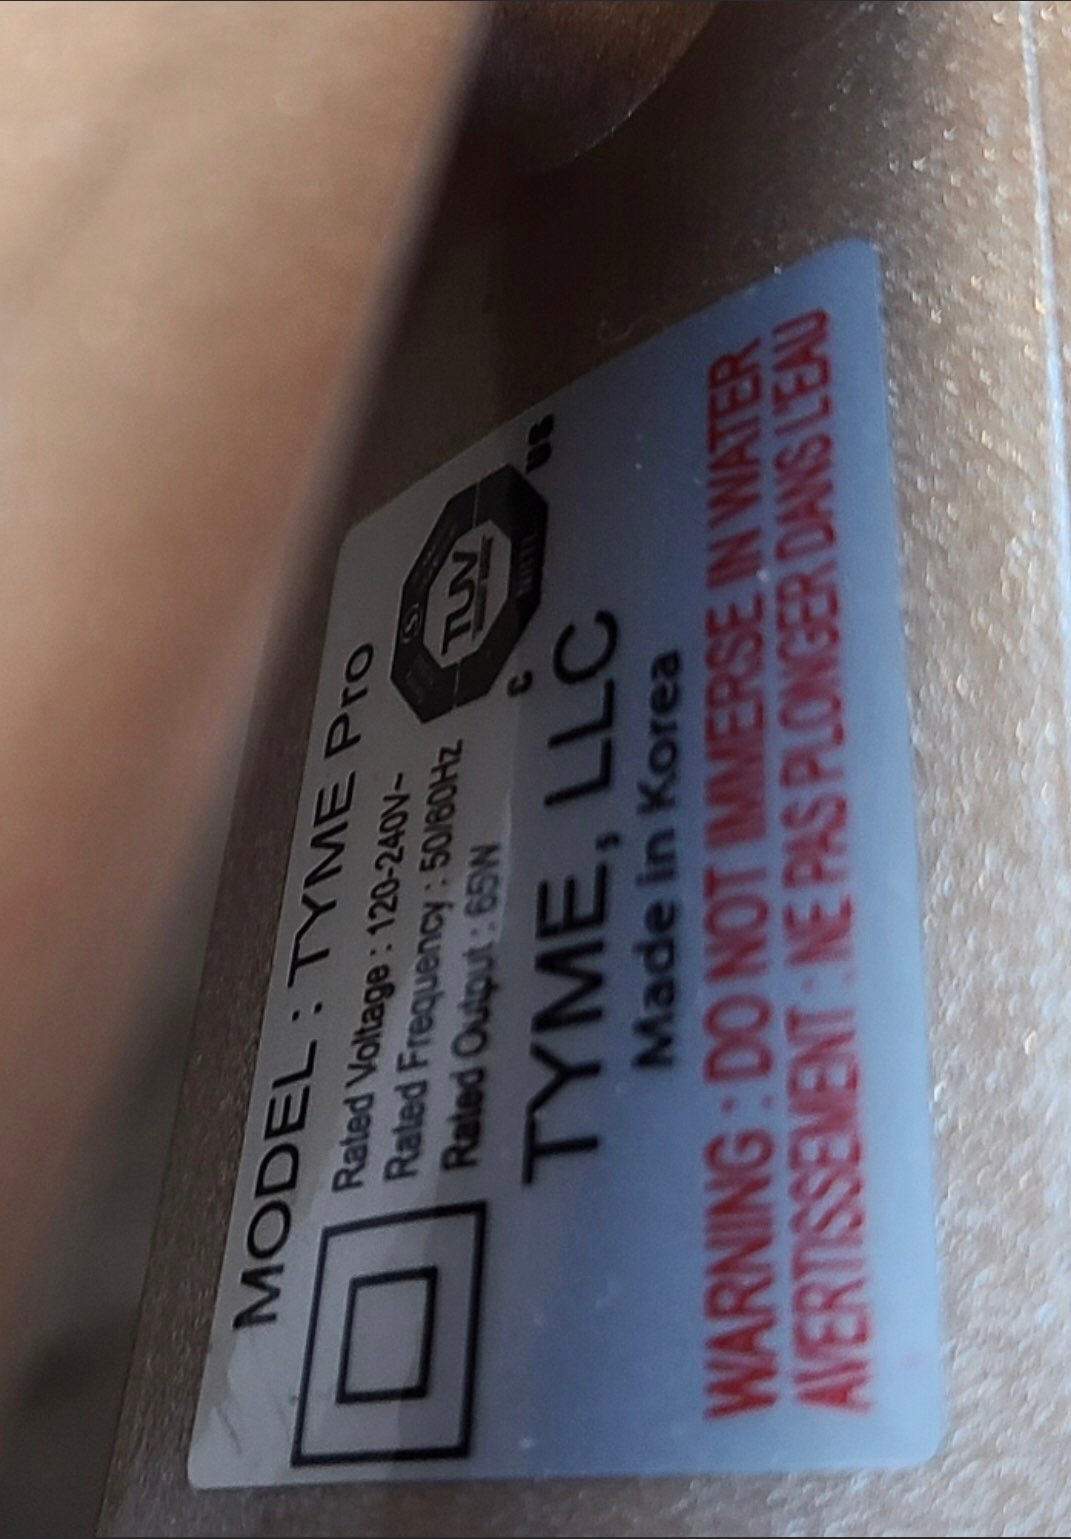 MODEL : TYME Pro
Rated Voltage : 120-240V~
Rated Frequency : 50/60Hz
Rated Output : 65W
TUV
C US
TYME, LLC
Made in Korea
WARNING : DO NOT IMMERSE IN WATER
AVERTISSEMENT : NE PAS PLONGER DANS L'EAU